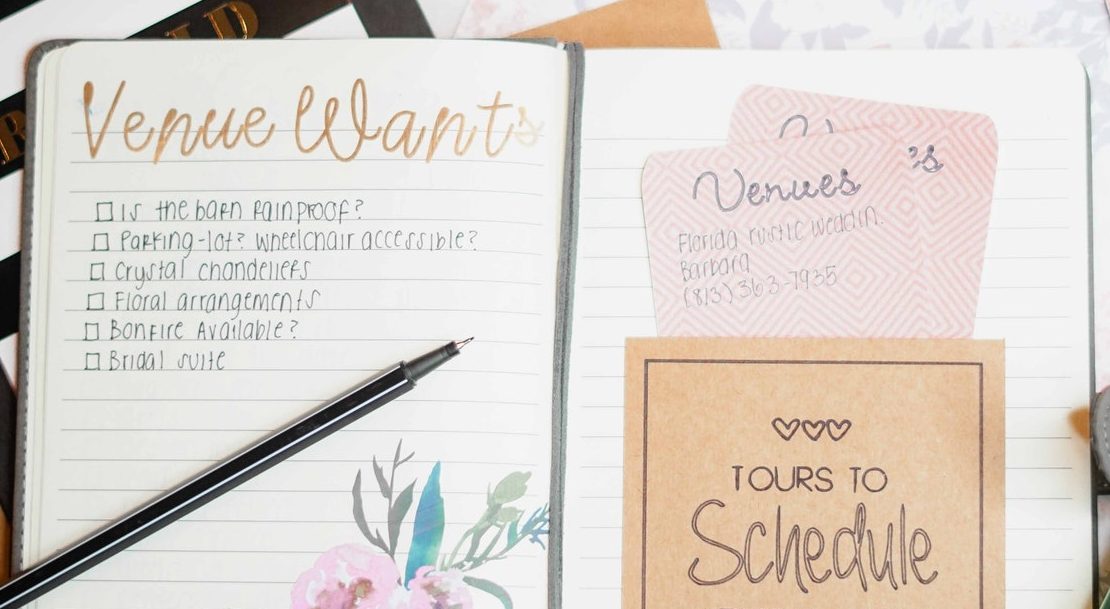 Venue Wants
Is the barn rainproof?
Parking-lot? wheelchair accessible?
Crystal chandeliers
Floral arrangements
Bonfire Available?
Bridal suite
's
Venues
Florida rustic weddin.
Barbara
(813) 363-7935
TOURS TO
Schedule